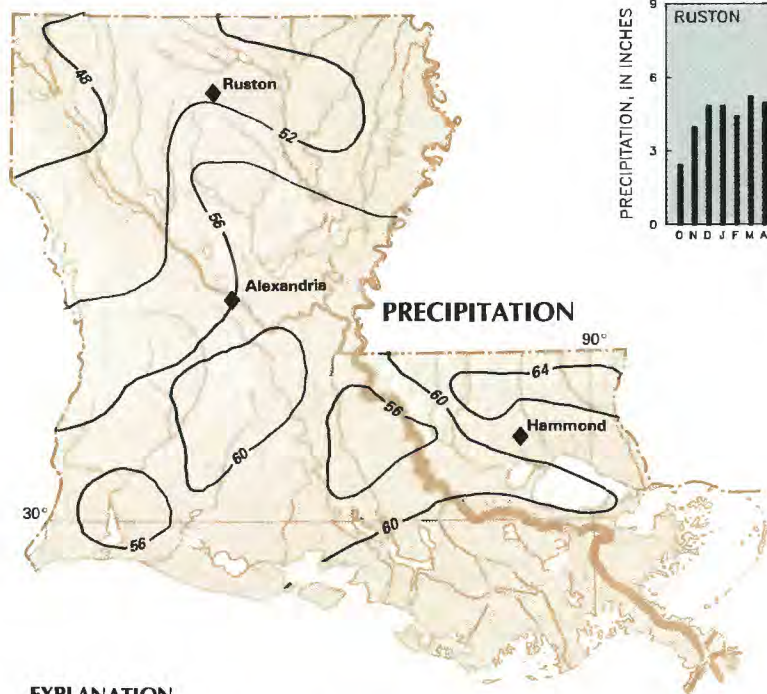 48
Ruston
52
56
Alexandria
PRECIPITATION
90°
64
60
56
Hammond
60
30°
56
60
9
RUSTON
6
3
0
PRECIPITATION, IN INCHES
O N D J F M A
EXPLANATION